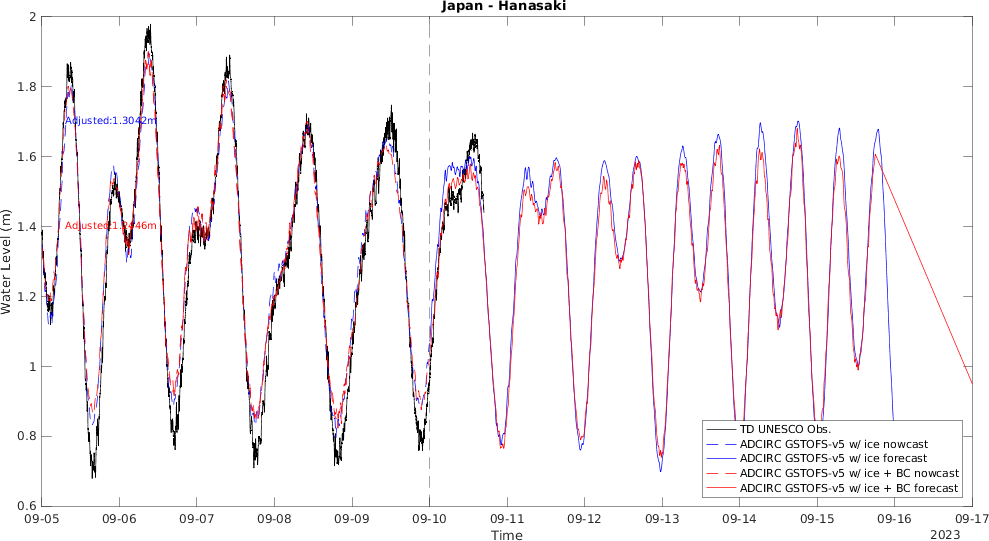 Japan - Hanasaki
2
1.8
1.6
1.4
1.2
1
0.8
0.6
Water Level (m)
Adjusted:1.3042m
Adjusted:1.2446m
TD UNESCO Obs.
ADCIRC GSTOFS-v5 w/ ice nowcast
ADCIRC GSTOFS-v5 w/ ice forecast
ADCIRC GSTOFS-v5 w/ ice + BC nowcast
ADCIRC GSTOFS-v5 w/ ice + BC forecast
09-05 09-06 09-07 09-08 09-09 09-10 09-11 09-12 09-13 09-14 09-15 09-16 09-17
Time
2023